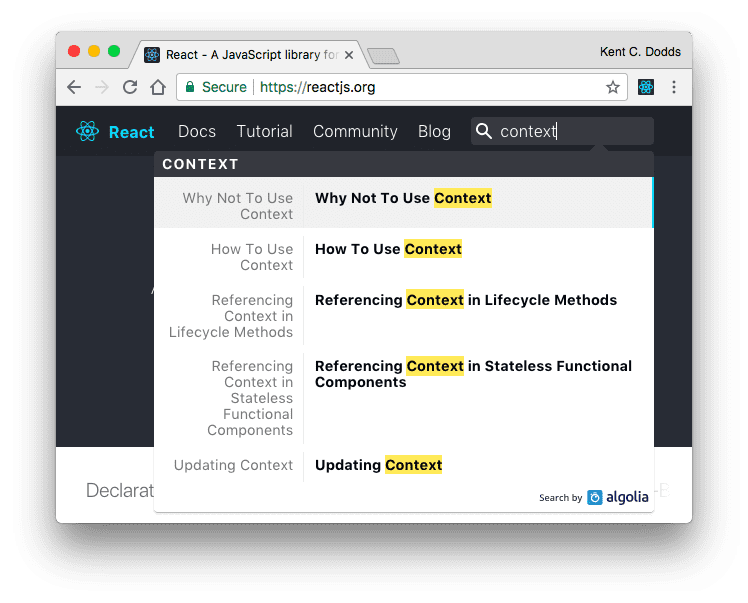 React - A JavaScript library for
Kent C. Dodds
Secure
https://reactjs.org
React
Docs
Tutorial
Community
Blog
context
CONTEXT
Why Not To Use
Context
Why Not To Use Context
How To Use
Context
How To Use Context
Referencing
Context in
Lifecycle Methods
Referencing Context in Lifecycle Methods
Referencing
Context in
Stateless
Functional
Components
Referencing Context in Stateless Functional
Components
Updating Context
Updating Context
Search by algolia
Declarat